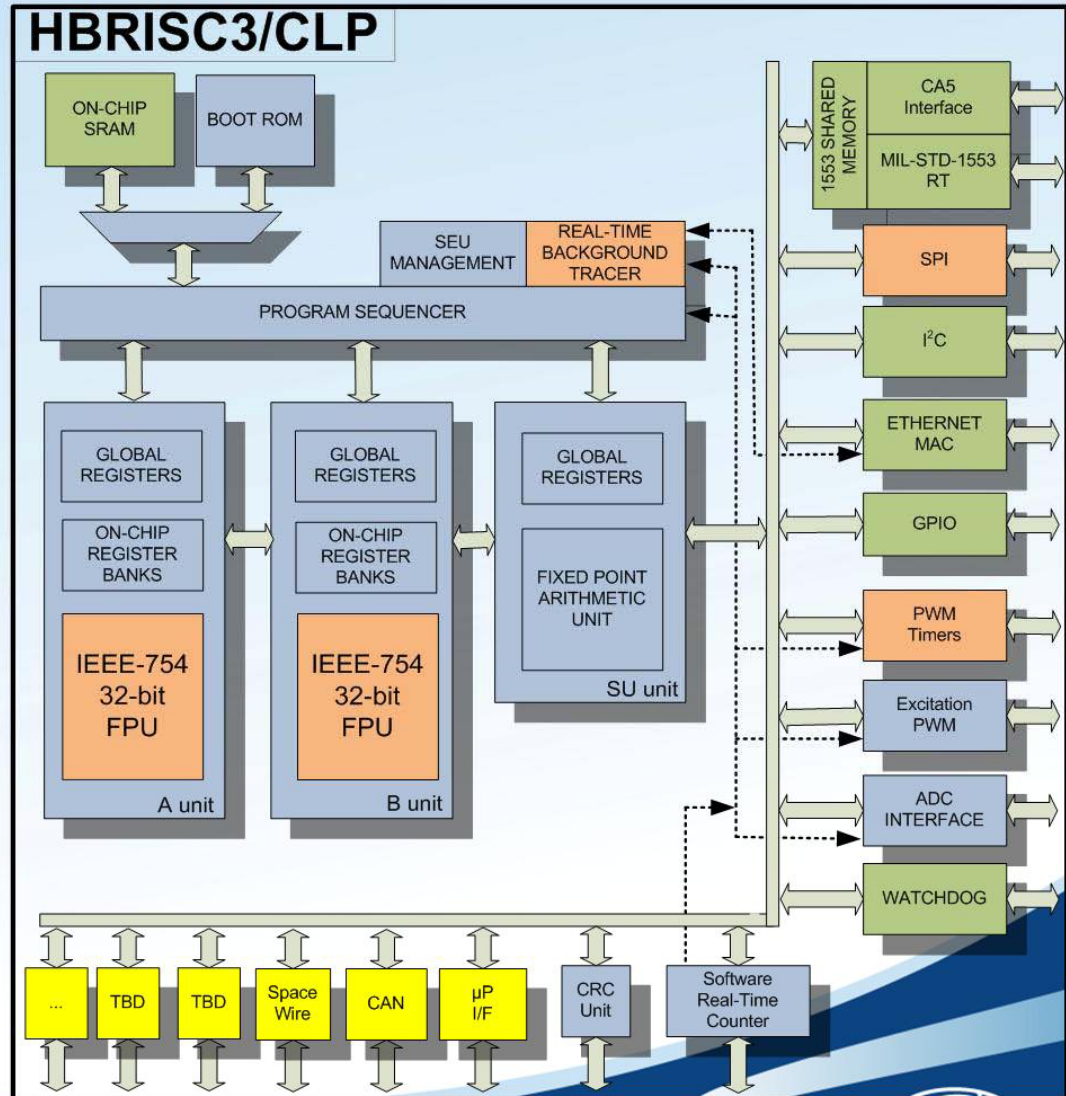 HBRISC3/CLP
ON-CHIP
SRAM
BOOT ROM
SEU
MANAGEMENT
REAL-TIME
BACKGROUND
TRACER
PROGRAM SEQUENCER
GLOBAL
REGISTERS
ON-CHIP
REGISTER
BANKS
IEEE-754
32-bit
FPU
A unit
GLOBAL
REGISTERS
ON-CHIP
REGISTER
BANKS
IEEE-754
32-bit
FPU
B unit
GLOBAL
REGISTERS
FIXED POINT
ARITHMETIC
UNIT
SU unit
1553 SHARED
MEMORY
CA5
Interface
MIL-STD-1553
RT
SPI
I²C
ETHERNET
MAC
GPIO
PWM
Timers
Excitation
PWM
ADC
INTERFACE
WATCHDOG
...
TBD
TBD
Space
Wire
CAN
µP
I/F
CRC
Unit
Software
Real-Time
Counter